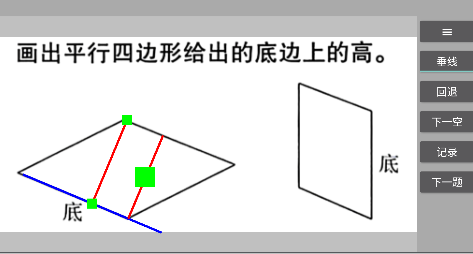 画出平行四边形给出的底边上的高。
底
底
≡
垂线
回退
下一空
记录
下一题